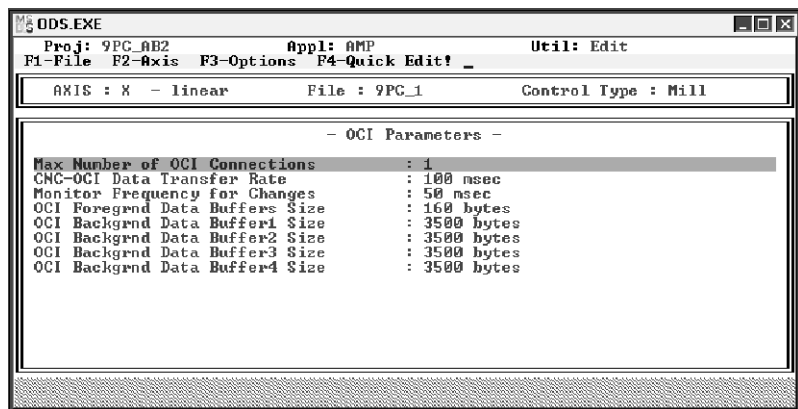 ODS.EXE
Proj: 9PC_AB2 Appl: AMP Util: Edit
F1-File F2-Axis F3-Options F4-Quick Edit! _
AXIS : X - linear File : 9PC_1 Control Type : Mill
- OCI Parameters -
Max Number of OCI Connections : 1
CNC-OCI Data Transfer Rate : 100 msec
Monitor Frequency for Changes : 50 msec
OCI Foregrnd Data Buffers Size : 160 bytes
OCI Backgrnd Data Buffer1 Size : 3500 bytes
OCI Backgrnd Data Buffer2 Size : 3500 bytes
OCI Backgrnd Data Buffer3 Size : 3500 bytes
OCI Backgrnd Data Buffer4 Size : 3500 bytes